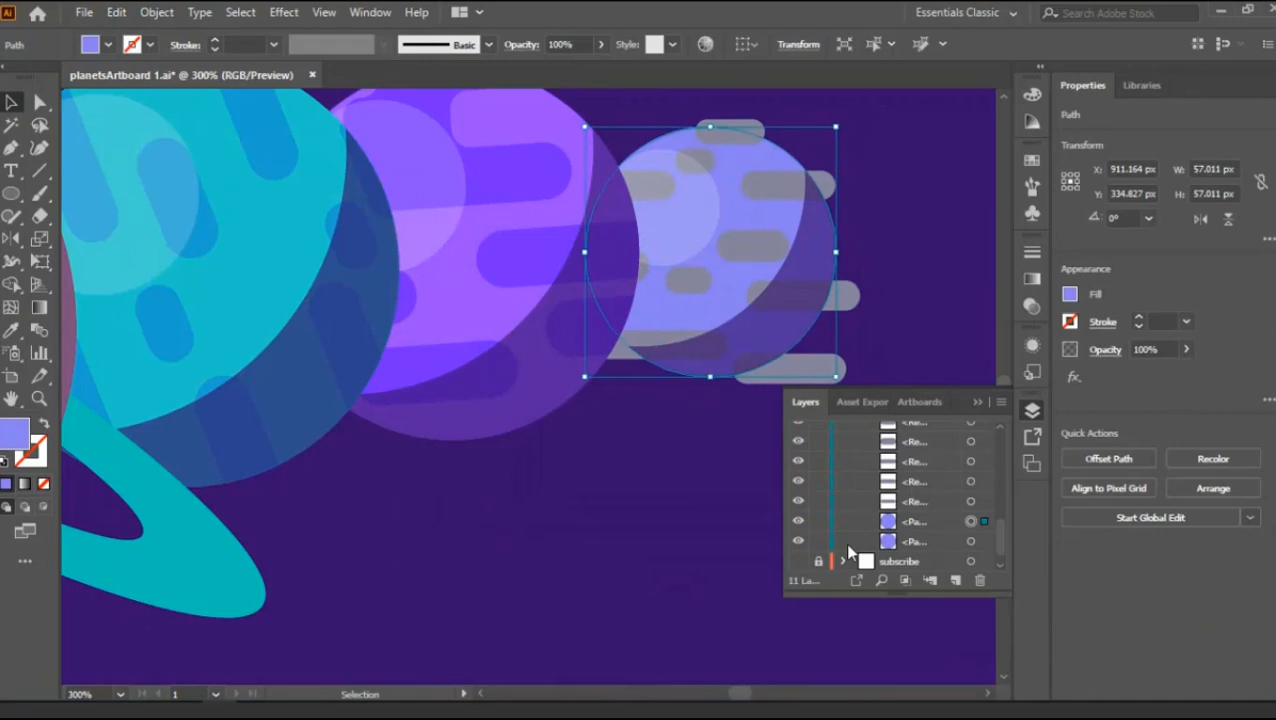 Ai File Edit Object Type Select Effect View Window Help Essentials Classic Search Adobe Stock
Path Stroke: Basic Opacity: 100% Style: Transform
planetsArtboard 1.ai* @ 300% (RGB/Preview) ×
Properties Libraries
Path
Transform
X: 911.164 px W: 57.011 px
Y: 334.827 px H: 57.011 px
0°
Appearance
Fill
Stroke
Opacity 100%
fx.
Layers Asset Expor Artboards
<Re...
<Re...
<Re...
<Re...
<Re...
<Pa...
<Pa...
subscribe
11 La...
Quick Actions
Offset Path Recolor
Align to Pixel Grid Arrange
Start Global Edit
300% 1 Selection